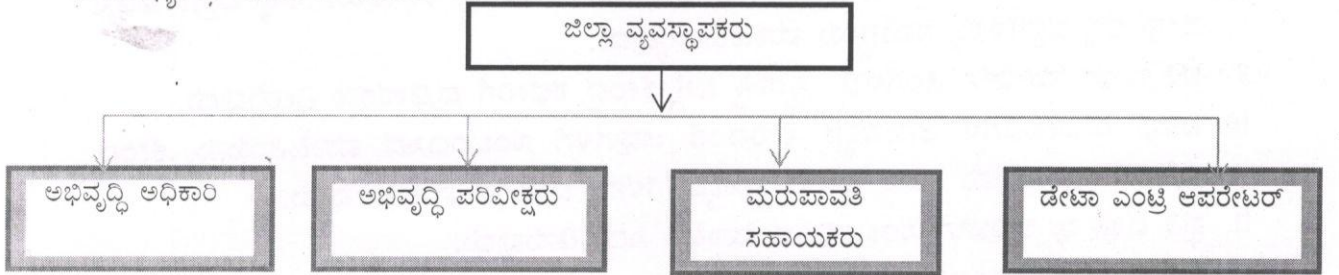 ಜಿಲ್ಲಾ ವ್ಯವಸ್ಥಾಪಕರು
ಅಭಿವೃದ್ಧಿ ಅಧಿಕಾರಿ
ಅಭಿವೃದ್ಧಿ ಪರಿವೀಕ್ಷರು
ಮರುಪಾವತಿ
ಸಹಾಯಕರು
ಡೇಟಾ ಎಂಟ್ರಿ ಆಪರೇಟರ್